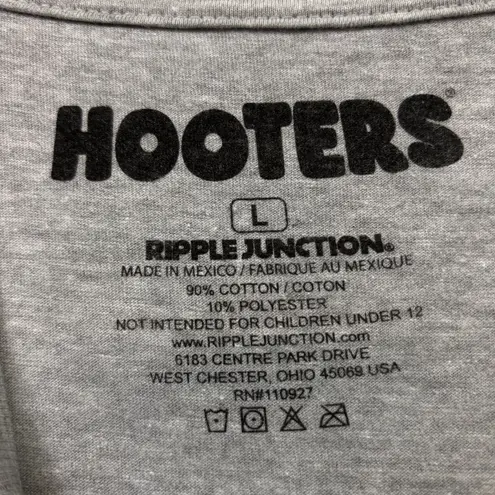 HOOTERS®
L
RIPPLE JUNCTION®
MADE IN MEXICO / FABRIQUE AU MEXIQUE
90% COTTON / COTON
10% POLYESTER
NOT INTENDED FOR CHILDREN UNDER 12
www.RIPPLEJUNCTION.com
6183 CENTRE PARK DRIVE
WEST CHESTER, OHIO 45069 USA
RN#110927